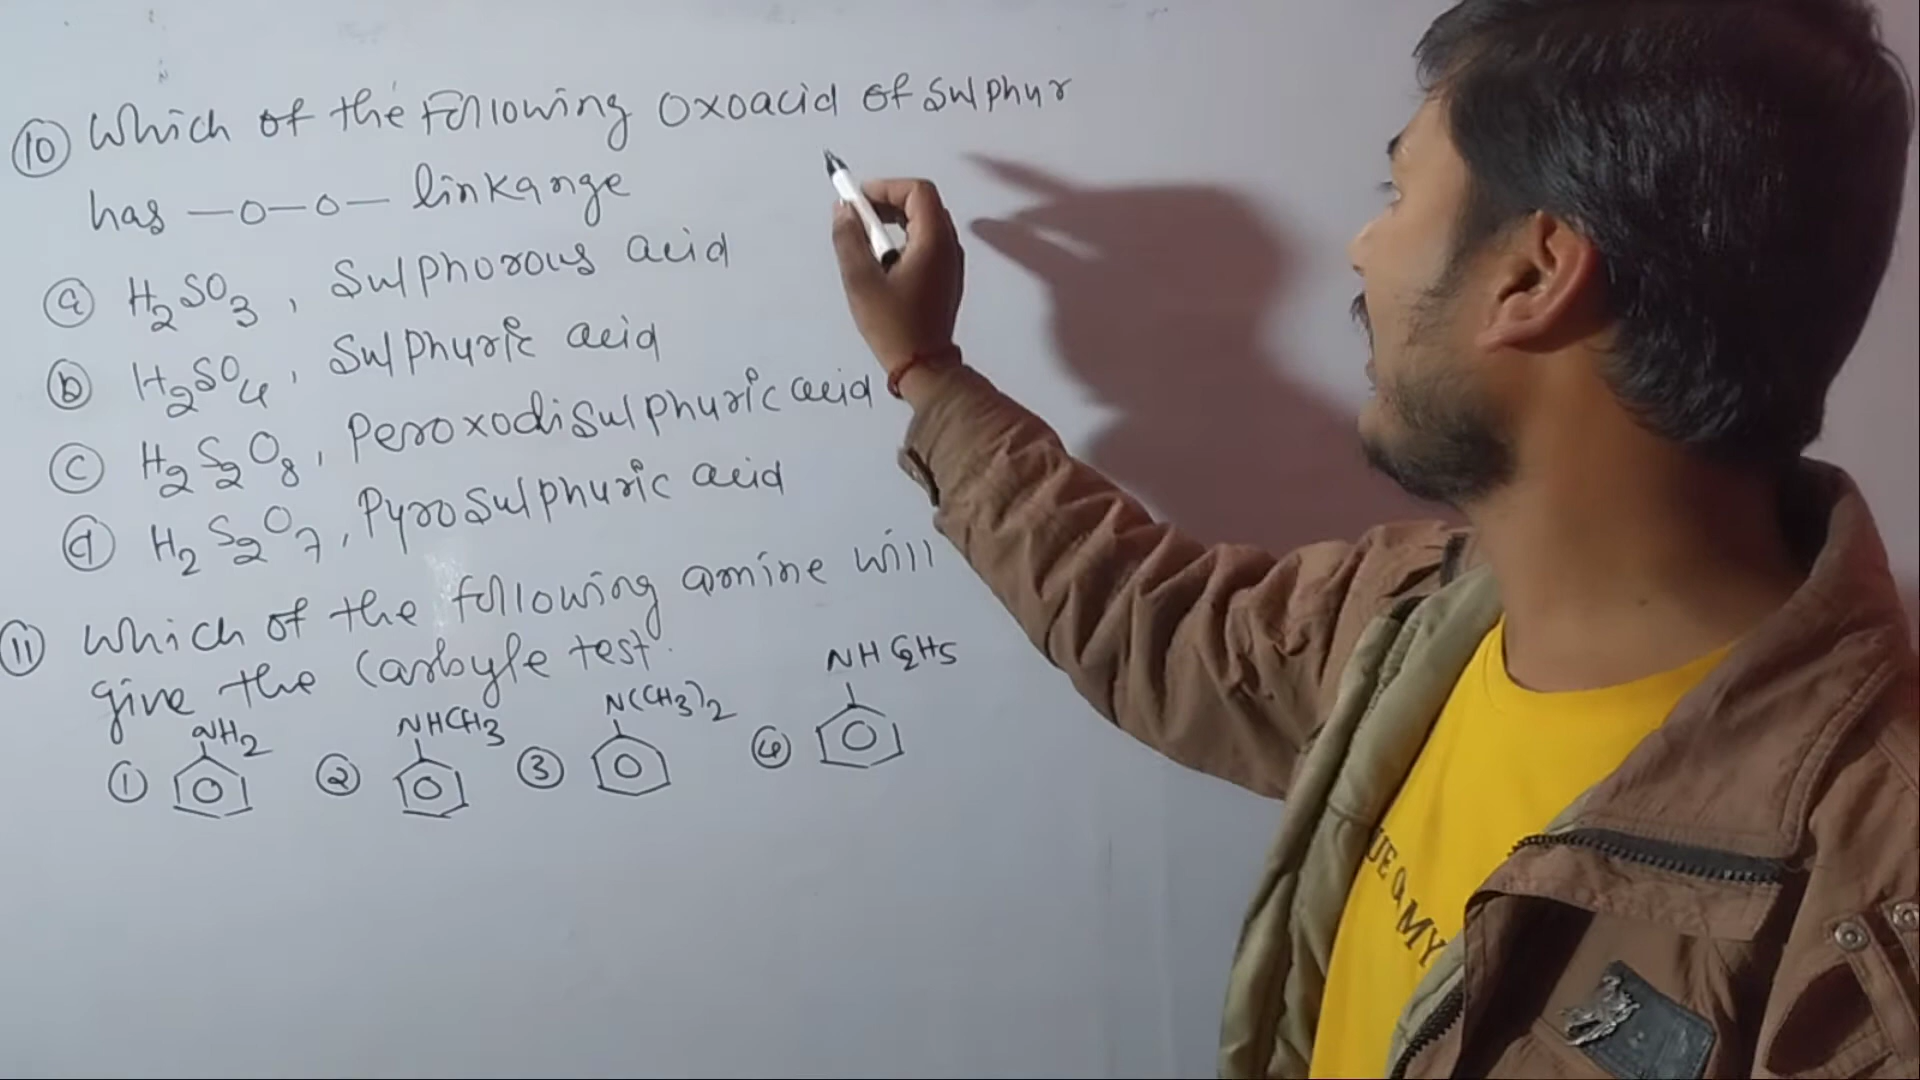 ⑩ Which of the Following Oxoacid of Sulphur
has —O—O— linkange
ⓐ H₂SO₃, Sulphorous acid
ⓑ H₂SO₄, Sulphuric acid
ⓒ H₂S₂O₈, Peroxodisulphuric acid
ⓓ H₂S₂O₇, Pyrosulphuric acid
⑪ Which of the following amine will
give the Carbyle test.
① NH₂ ② NHCH₃ ③ N(CH₃)₂ ④ NHC₂H₅
MY